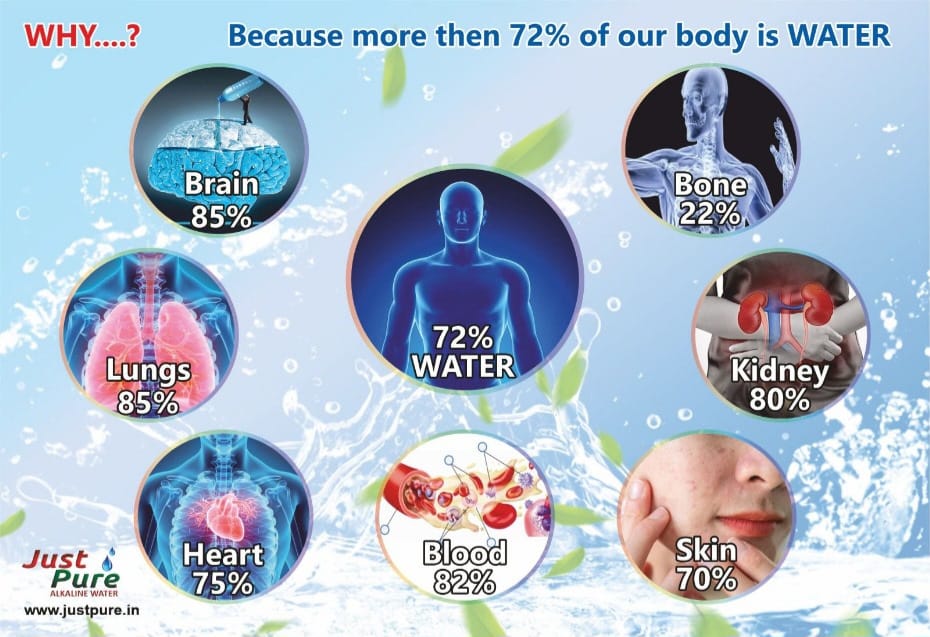 WHY....?
Because more then 72% of our body is WATER
Brain
85%
Bone
22%
72%
WATER
Lungs
85%
Kidney
80%
Heart
75%
Blood
82%
Skin
70%
Just
Pure
ALKALINE WATER
www.justpure.in